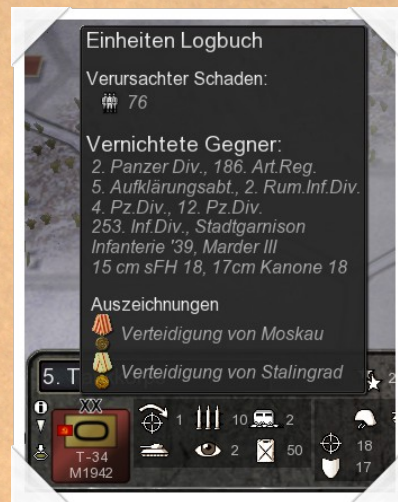 Einheiten Logbuch
Verursachter Schaden:
76
Vernichtete Gegner:
2. Panzer Div., 186. Art.Reg.
5. Aufklärungsabt., 2. Rum.Inf.Div.
4. Pz.Div., 12. Pz.Div.
253. Inf.Div., Stadtgarnison
Infanterie '39, Marder III
15 cm sFH 18, 17cm Kanone 18
Auszeichnungen
Verteidigung von Moskau
Verteidigung von Stalingrad
5. T
XX
1 10 2
T-34
M1942
2 50
18
17